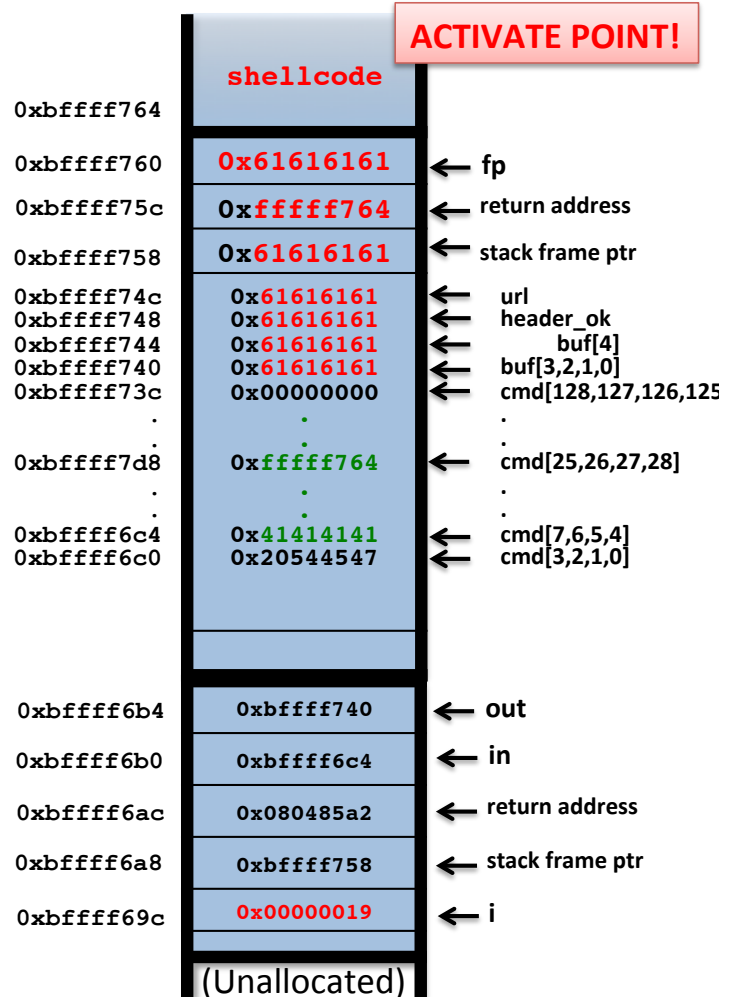 ACTIVATE POINT!
shellcode
0xbffff764
0xbffff760 0x61616161 fp
0xbffff75c 0xfffff764 return address
0xbffff758 0x61616161 stack frame ptr
0xbffff74c 0x61616161 url
0xbffff748 0x61616161 header_ok
0xbffff744 0x61616161 buf[4]
0xbffff740 0x61616161 buf[3,2,1,0]
0xbffff73c 0x00000000 cmd[128,127,126,125
. . .
. . .
0xbffff7d8 0xfffff764 cmd[25,26,27,28]
. . .
. . .
0xbffff6c4 0x41414141 cmd[7,6,5,4]
0xbffff6c0 0x20544547 cmd[3,2,1,0]
0xbffff6b4 0xbffff740 out
0xbffff6b0 0xbffff6c4 in
0xbffff6ac 0x080485a2 return address
0xbffff6a8 0xbffff758 stack frame ptr
0xbffff69c 0x00000019 i
(Unallocated)